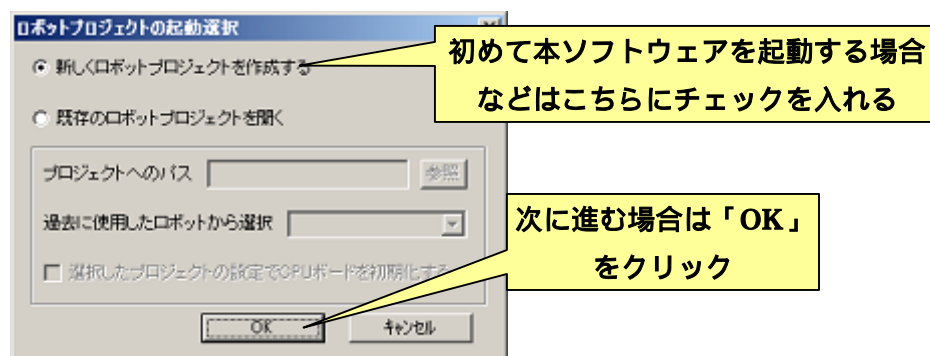 ロボットプロジェクトの起動選択
初めて本ソフトウェアを起動する場合
などはこちらにチェックを入れる
新しくロボットプロジェクトを作成する
既存のロボットプロジェクトを開く
プロジェクトへのパス
参照
過去に使用したロボットから選択
次に進む場合は「OK」
をクリック
選択したプロジェクトの設定でCPUボードを初期化する
OK
キャンセル